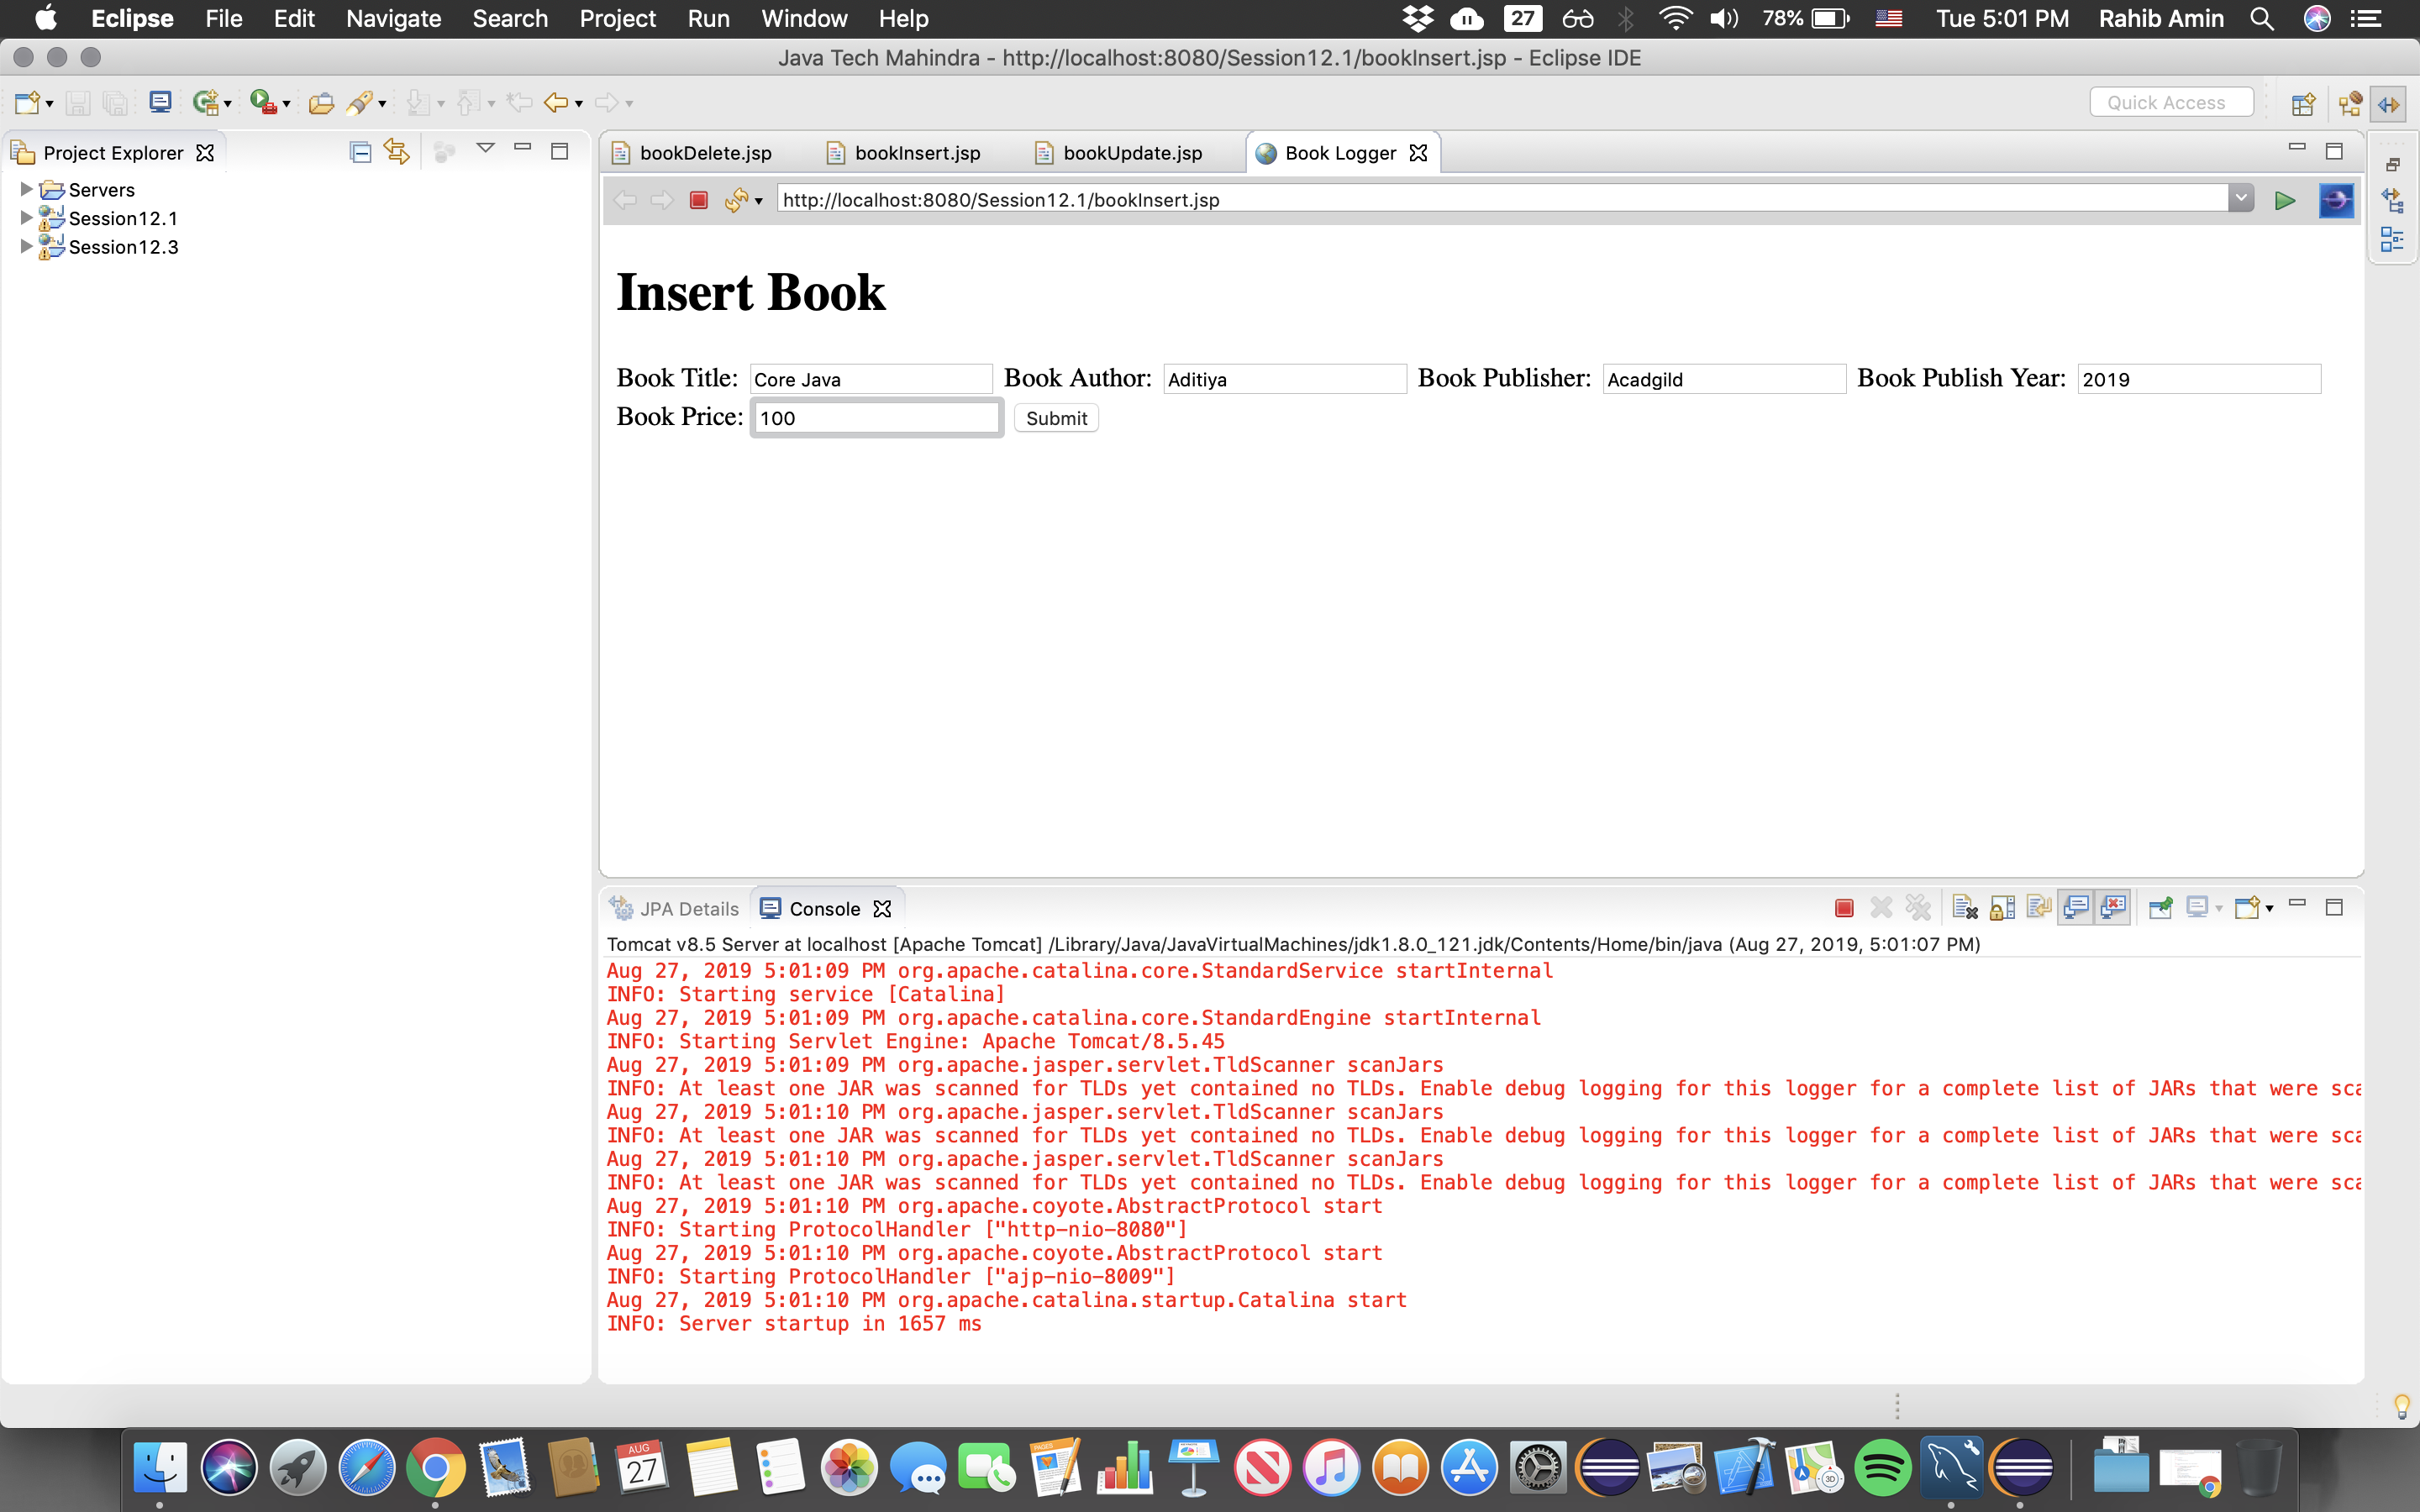 Eclipse File Edit Navigate Search Project Run Window Help 27 78% Tue 5:01 PM Rahib Amin
Java Tech Mahindra - http://localhost:8080/Session12.1/bookInsert.jsp - Eclipse IDE
Quick Access
Project Explorer
Servers
Session12.1
Session12.3
bookDelete.jsp bookInsert.jsp bookUpdate.jsp Book Logger
http://localhost:8080/Session12.1/bookInsert.jsp
Insert Book
Book Title: Core Java Book Author: Aditiya Book Publisher: Acadgild Book Publish Year: 2019
Book Price: 100 Submit
JPA Details Console
Tomcat v8.5 Server at localhost [Apache Tomcat] /Library/Java/JavaVirtualMachines/jdk1.8.0_121.jdk/Contents/Home/bin/java (Aug 27, 2019, 5:01:07 PM)
Aug 27, 2019 5:01:09 PM org.apache.catalina.core.StandardService startInternal
INFO: Starting service [Catalina]
Aug 27, 2019 5:01:09 PM org.apache.catalina.core.StandardEngine startInternal
INFO: Starting Servlet Engine: Apache Tomcat/8.5.45
Aug 27, 2019 5:01:09 PM org.apache.jasper.servlet.TldScanner scanJars
INFO: At least one JAR was scanned for TLDs yet contained no TLDs. Enable debug logging for this logger for a complete list of JARs that were sca
Aug 27, 2019 5:01:10 PM org.apache.jasper.servlet.TldScanner scanJars
INFO: At least one JAR was scanned for TLDs yet contained no TLDs. Enable debug logging for this logger for a complete list of JARs that were sca
Aug 27, 2019 5:01:10 PM org.apache.jasper.servlet.TldScanner scanJars
INFO: At least one JAR was scanned for TLDs yet contained no TLDs. Enable debug logging for this logger for a complete list of JARs that were sca
Aug 27, 2019 5:01:10 PM org.apache.coyote.AbstractProtocol start
INFO: Starting ProtocolHandler ["http-nio-8080"]
Aug 27, 2019 5:01:10 PM org.apache.coyote.AbstractProtocol start
INFO: Starting ProtocolHandler ["ajp-nio-8009"]
Aug 27, 2019 5:01:10 PM org.apache.catalina.startup.Catalina start
INFO: Server startup in 1657 ms
AUG
27
PAGES
3D